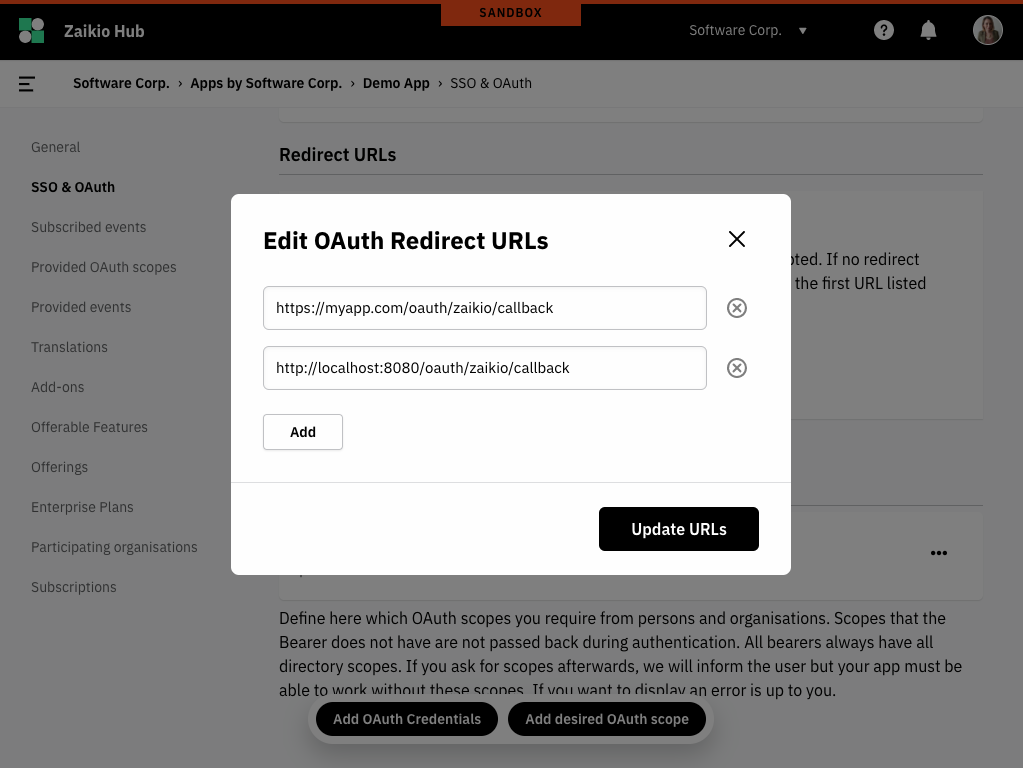 SANDBOX
Zaikio Hub
Software Corp. ▼
?
Software Corp. › Apps by Software Corp. › Demo App › SSO & OAuth
General
SSO & OAuth
Subscribed events
Provided OAuth scopes
Provided events
Translations
Add-ons
Offerable Features
Offerings
Enterprise Plans
Participating organisations
Subscriptions
Redirect URLs
If no redirect
the first URL listed
Edit OAuth Redirect URLs
https://myapp.com/oauth/zaikio/callback
http://localhost:8080/oauth/zaikio/callback
Add
Update URLs
Define here which OAuth scopes you require from persons and organisations. Scopes that the
Bearer does not have are not passed back during authentication. All bearers always have all
directory scopes. If you ask for scopes afterwards, we will inform the user but your app must be
able to work without these scopes. If you want to display an error is up to you.
Add OAuth Credentials
Add desired OAuth scope